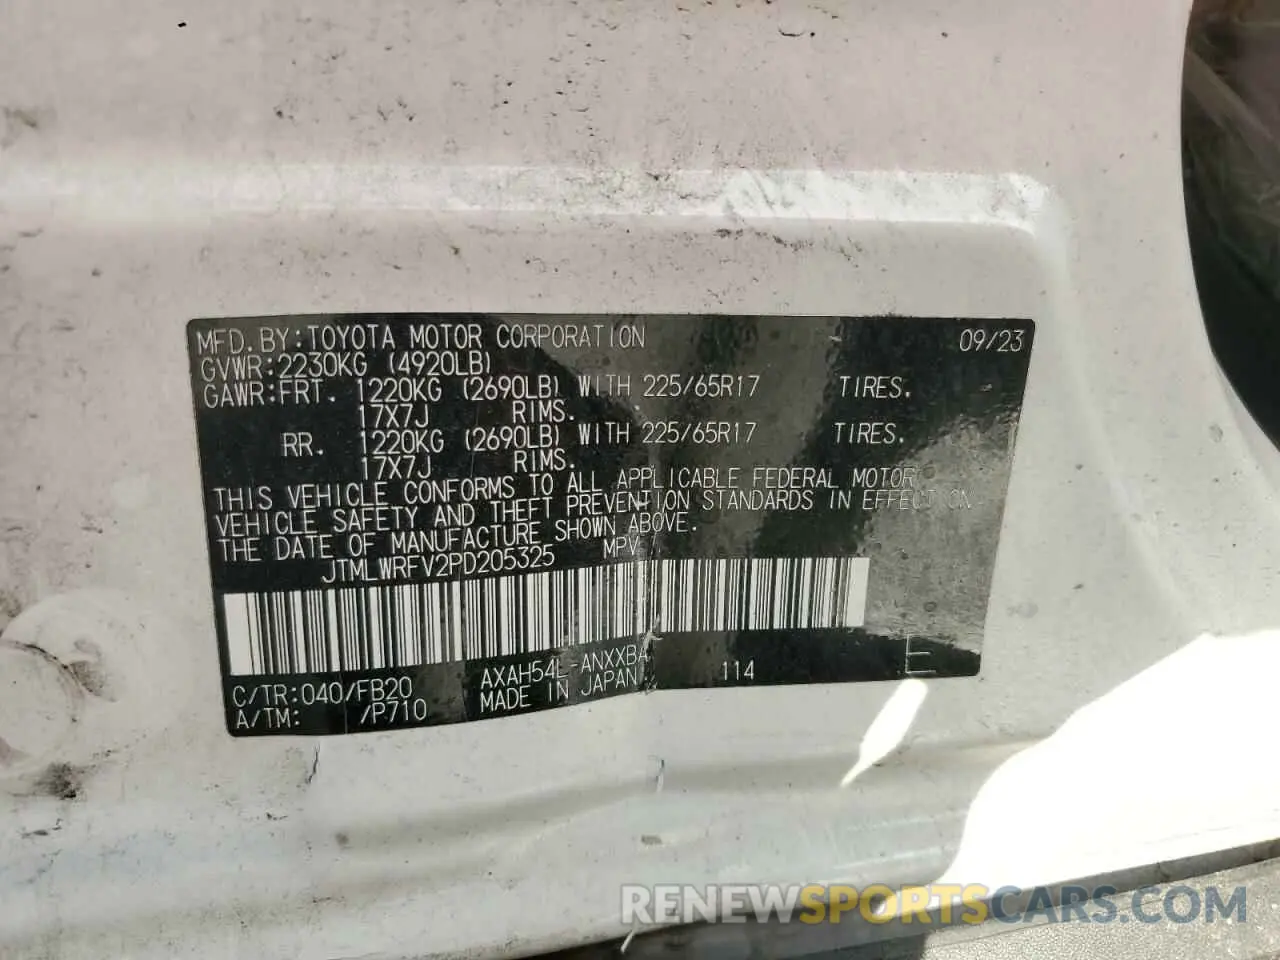 MFD. BY: TOYOTA MOTOR CORPORATION 09/23
GVWR: 2230KG (4920LB)
GAWR: FRT. 1220KG (2690LB) WITH 225/65R17 TIRES.
17X7J RIMS.
RR. 1220KG (2690LB) WITH 225/65R17 TIRES.
17X7J RIMS.
THIS VEHICLE CONFORMS TO ALL APPLICABLE FEDERAL MOTOR
VEHICLE SAFETY AND THEFT PREVENTION STANDARDS IN EFFECT ON
THE DATE OF MANUFACTURE SHOWN ABOVE.
JTMLWRFV2PD205325 MPV
C/TR: 040/FB20 AXAH54L-ANXXBA 114 E
A/TM: /P710 MADE IN JAPAN
RENEWSPORTSCARS.COM